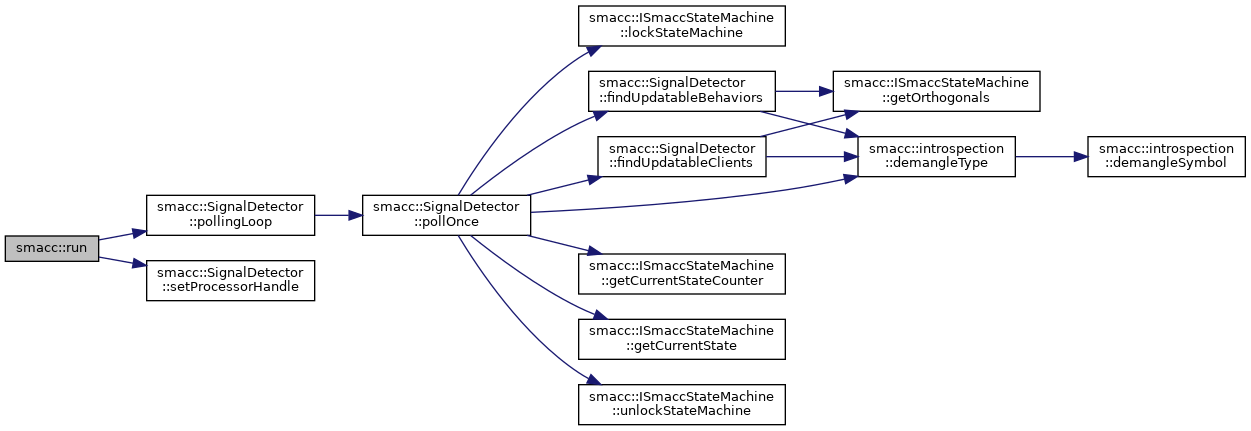 smacc::run
smacc::SignalDetector
::pollingLoop
smacc::SignalDetector
::setProcessorHandle
smacc::SignalDetector
::pollOnce
smacc::ISmaccStateMachine
::lockStateMachine
smacc::SignalDetector
::findUpdatableBehaviors
smacc::SignalDetector
::findUpdatableClients
smacc::ISmaccStateMachine
::getCurrentStateCounter
smacc::ISmaccStateMachine
::getCurrentState
smacc::ISmaccStateMachine
::unlockStateMachine
smacc::ISmaccStateMachine
::getOrthogonals
smacc::introspection
::demangleType
smacc::introspection
::demangleSymbol